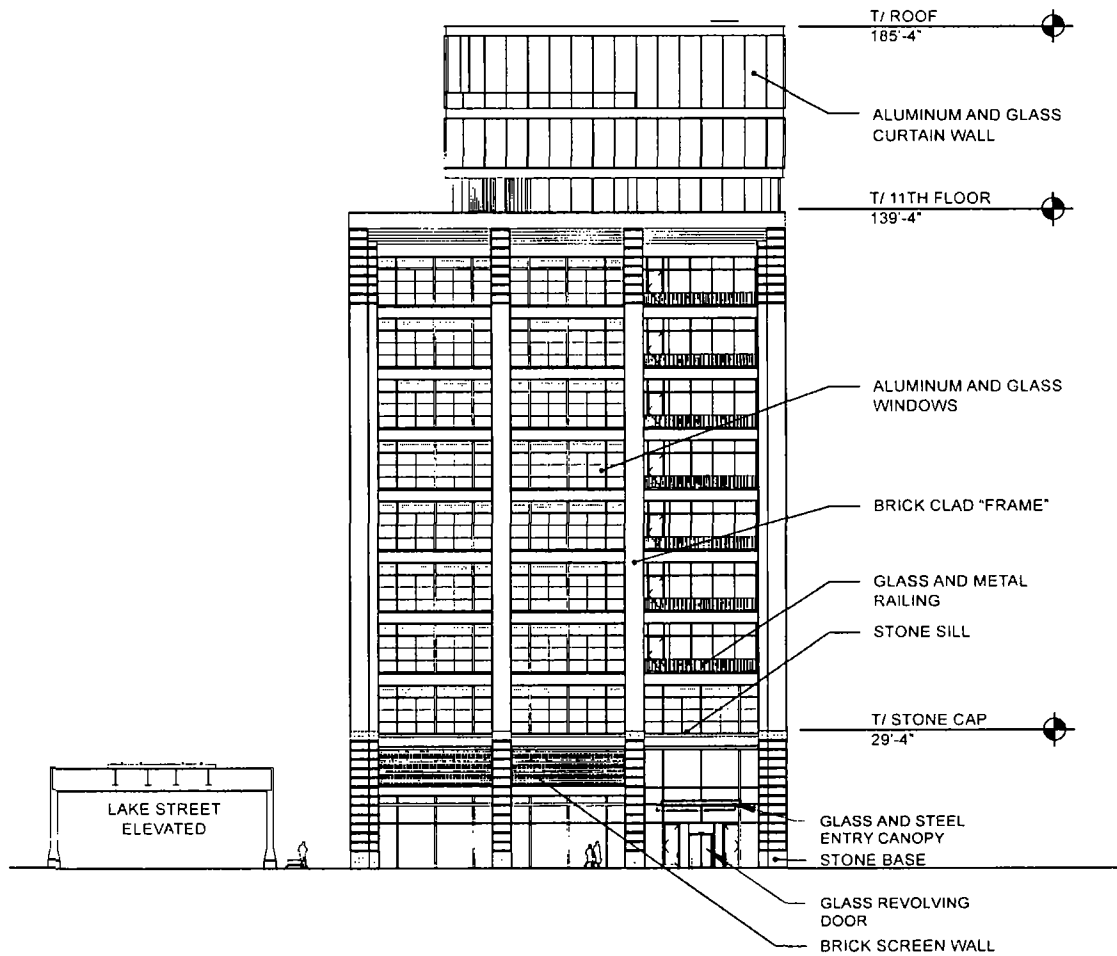 T/ ROOF
185'-4"
ALUMINUM AND GLASS
CURTAIN WALL
T/ 11TH FLOOR
139'-4"
ALUMINUM AND GLASS
WINDOWS
BRICK CLAD "FRAME"
GLASS AND METAL
RAILING
STONE SILL
T/ STONE CAP
29'-4"
LAKE STREET
ELEVATED
GLASS AND STEEL
ENTRY CANOPY
STONE BASE
GLASS REVOLVING
DOOR
BRICK SCREEN WALL